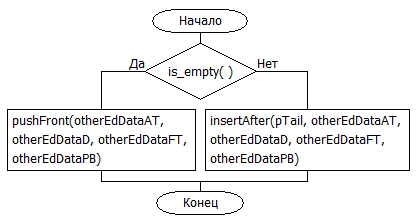 Начало
Да
is_empty( )
Нет
pushFront(otherEdDataAT,
otherEdDataD, otherEdDataFT,
otherEdDataPB)
insertAfter(pTail, otherEdDataAT,
otherEdDataD, otherEdDataFT,
otherEdDataPB)
Конец